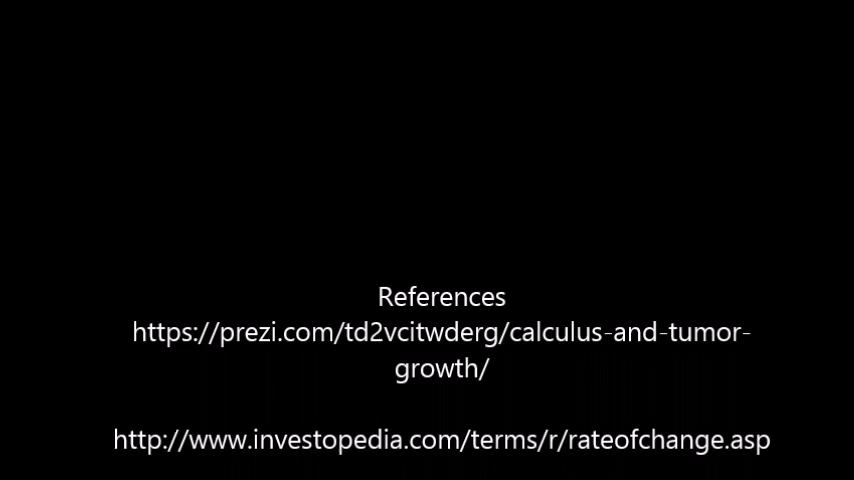 References
https://prezi.com/td2vcitwderg/calculus-and-tumor-
growth/
http://www.investopedia.com/terms/r/rateofchange.asp